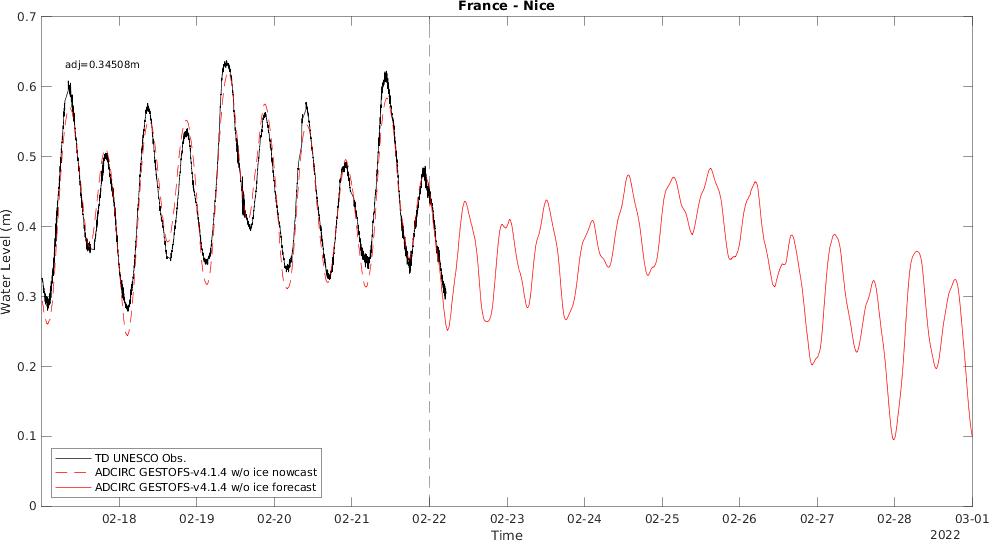 France - Nice
adj=0.34508m
Water Level (m)
0.7
0.6
0.5
0.4
0.3
0.2
0.1
0
TD UNESCO Obs.
ADCIRC GESTOFS-v4.1.4 w/o ice nowcast
ADCIRC GESTOFS-v4.1.4 w/o ice forecast
02-18 02-19 02-20 02-21 02-22 02-23 02-24 02-25 02-26 02-27 02-28 03-01
Time
2022